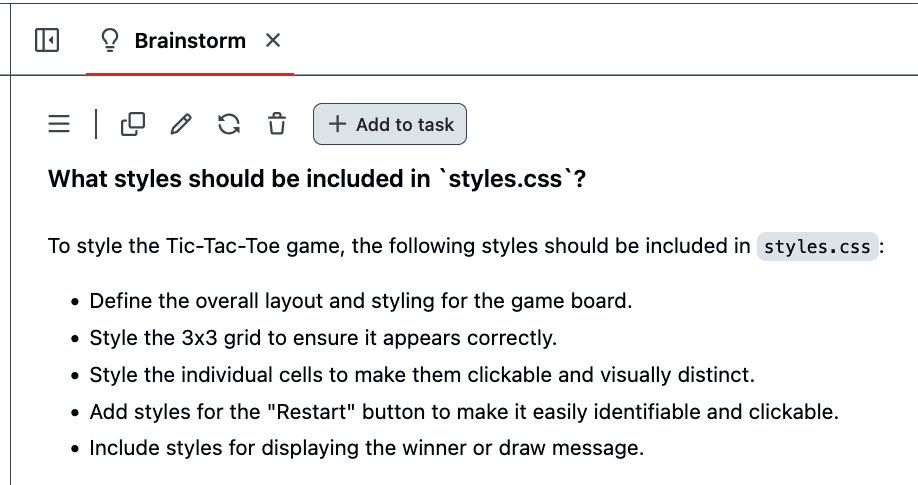 Brainstorm
Add to task
What styles should be included in `styles.css`?
To style the Tic-Tac-Toe game, the following styles should be included in styles.css:
• Define the overall layout and styling for the game board.
• Style the 3x3 grid to ensure it appears correctly.
• Style the individual cells to make them clickable and visually distinct.
• Add styles for the "Restart" button to make it easily identifiable and clickable.
• Include styles for displaying the winner or draw message.